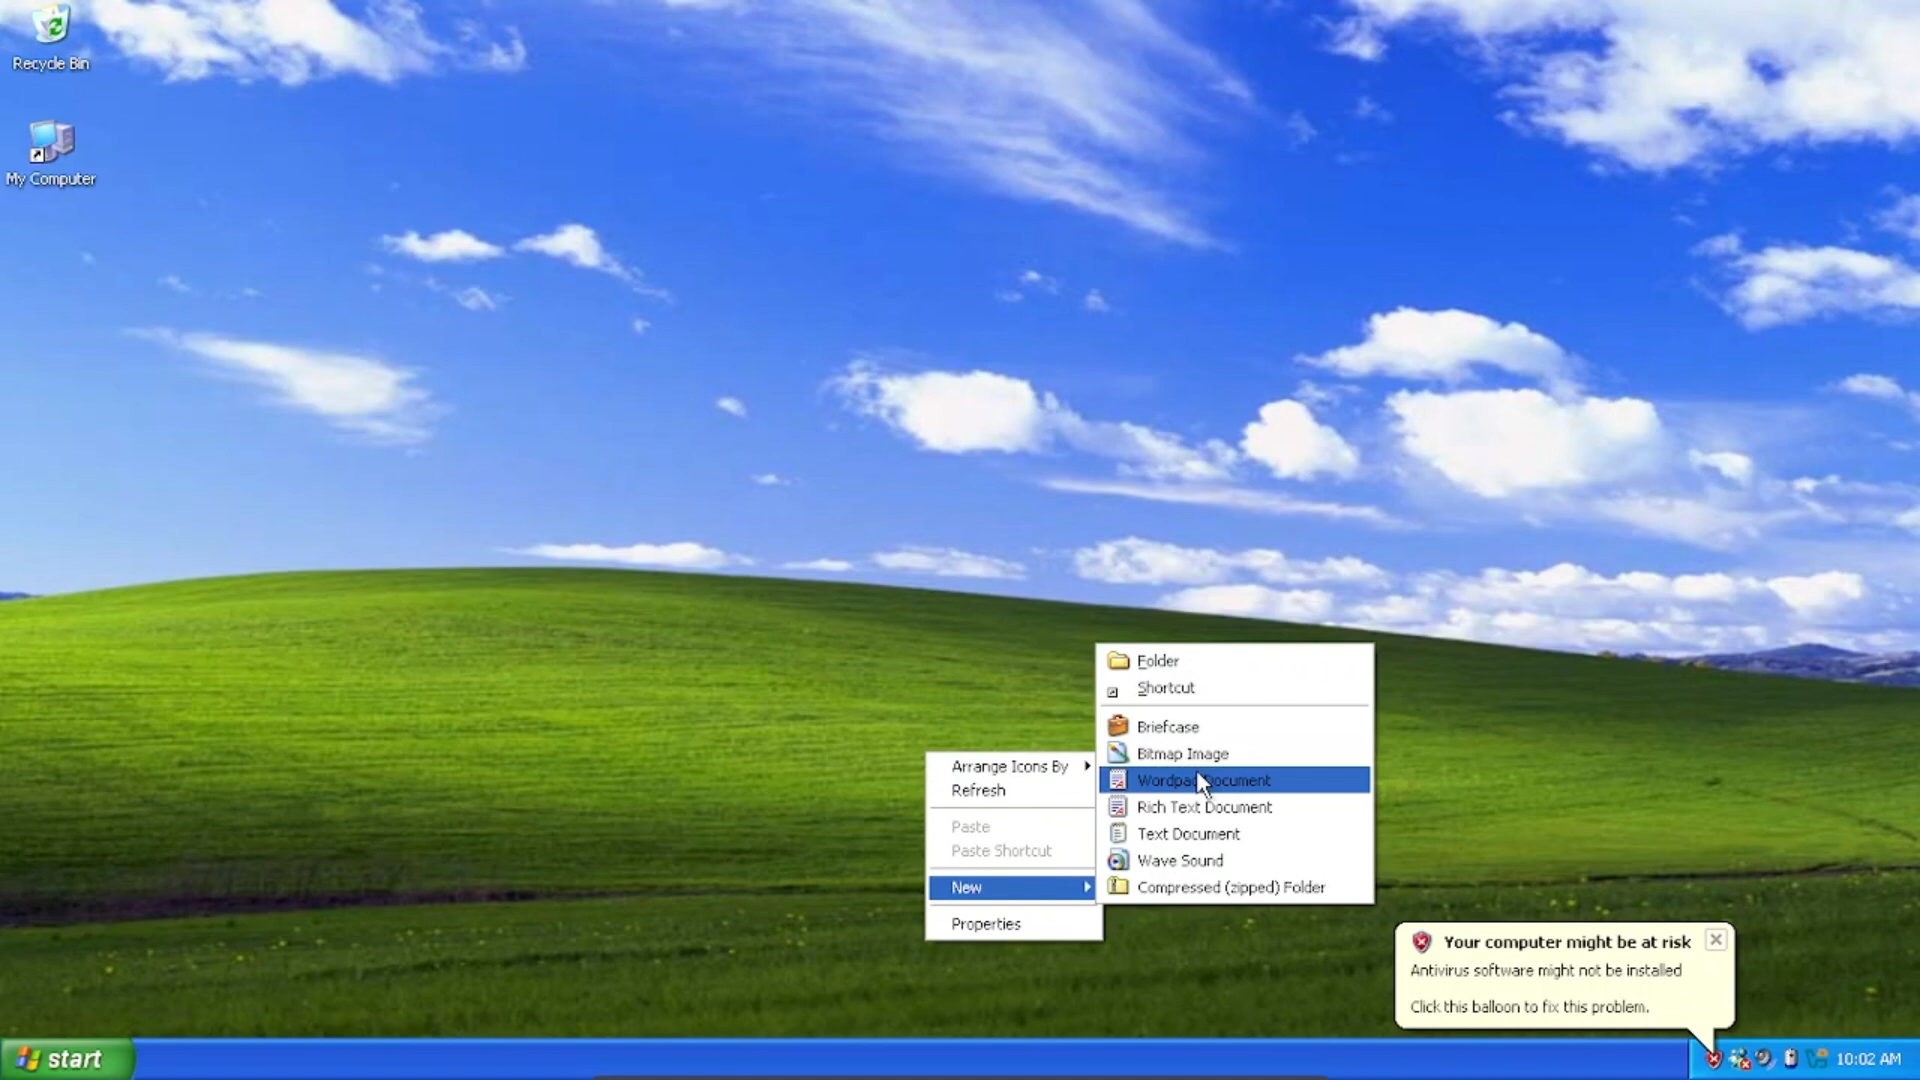 Recycle Bin
My Computer
Folder
Shortcut
Briefcase
Bitmap Image
Wordpad Document
Rich Text Document
Text Document
Wave Sound
Compressed (zipped) Folder
Arrange Icons By
Refresh
Paste
Paste Shortcut
New
Properties
Your computer might be at risk
Antivirus software might not be installed
Click this balloon to fix this problem.
start
10:02 AM